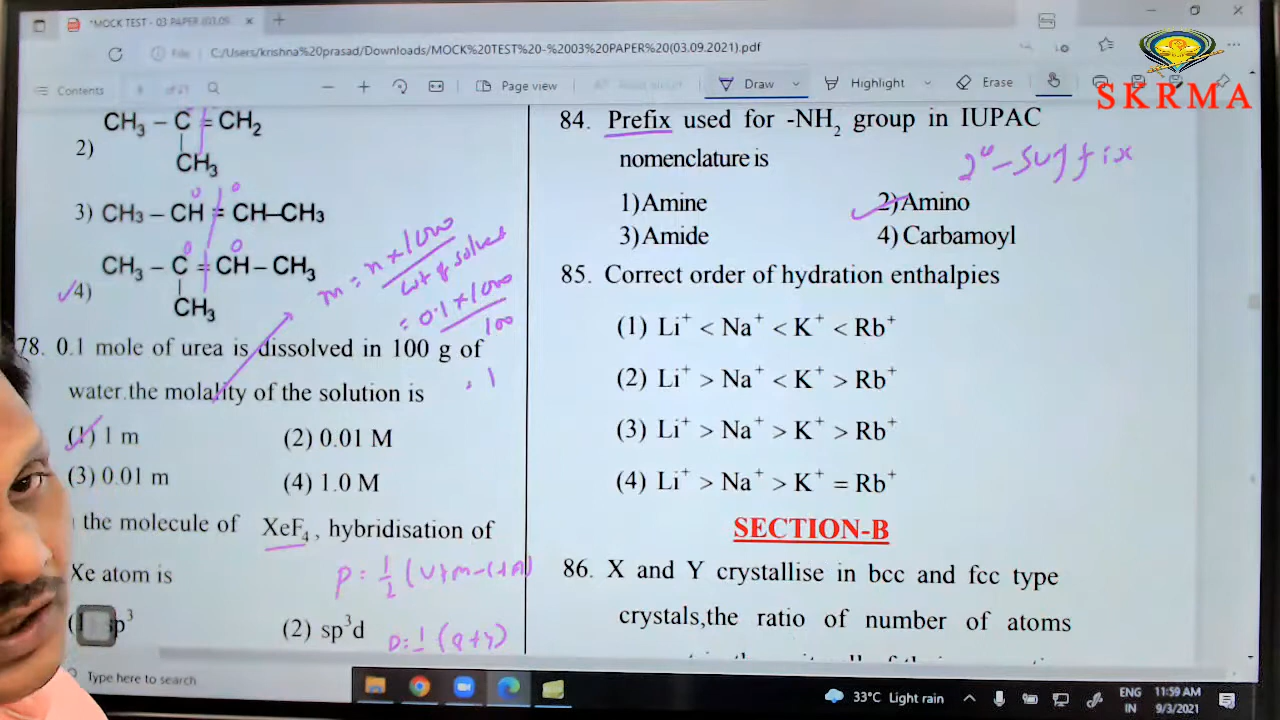 *MOCK TEST - 03 PAPER (03.09
File
C:/Users/krishna%20prasad/Downloads/MOCK%20TEST%20-%2003%20PAPER%20(03.09.2021).pdf
Contents
Page view
Draw
Highlight
Erase
SKRMA
CH₃ – C = CH₂
2)
CH₃
3) CH₃ – CH = CH–CH₃
CH₃ – C = CH – CH₃
4)
CH₃
m = n × 1000
wt of solvent
= 0.1 × 1000
100
1
78. 0.1 mole of urea is dissolved in 100 g of
water.the molality of the solution is
(1) 1 m
(2) 0.01 M
(3) 0.01 m
(4) 1.0 M
the molecule of XeF₄, hybridisation of
Xe atom is
P = 1/2 (V+M-C+A)
sp³
(2) sp³d
84. Prefix used for -NH₂ group in IUPAC
nomenclature is
2° – Suffix
1)Amine
2)Amino
3)Amide
4) Carbamoyl
85. Correct order of hydration enthalpies
(1) Li⁺ < Na⁺ < K⁺ < Rb⁺
(2) Li⁺ > Na⁺ < K⁺ > Rb⁺
(3) Li⁺ > Na⁺ > K⁺ > Rb⁺
(4) Li⁺ > Na⁺ > K⁺ = Rb⁺
SECTION-B
86. X and Y crystallise in bcc and fcc type
crystals,the ratio of number of atoms
Type here to search
33°C Light rain
ENG
IN
11:59 AM
9/3/2021